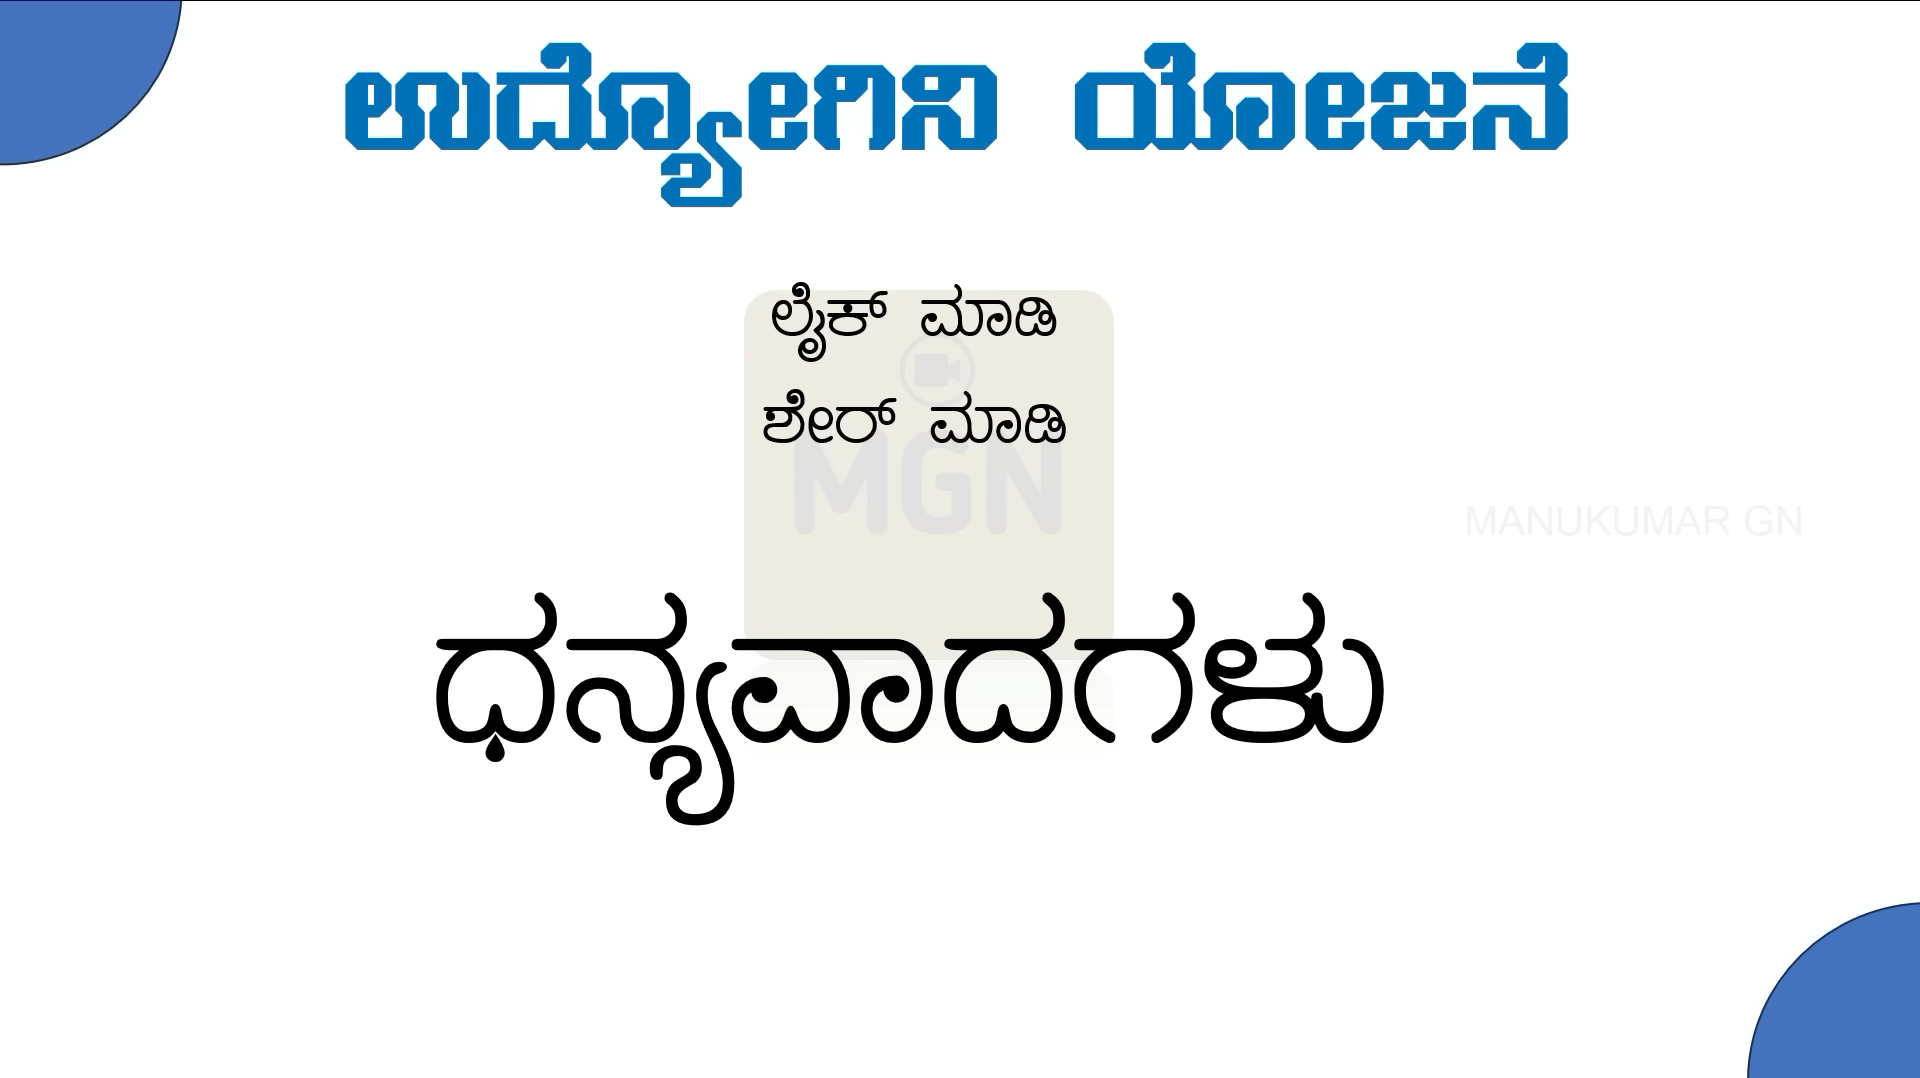 ಉದ್ಯೋಗಿನಿ ಯೋಜನೆ
ಲೈಕ್ ಮಾಡಿ
ಶೇರ್ ಮಾಡಿ
MGN
MANUKUMAR GN
ಧನ್ಯವಾದಗಳು